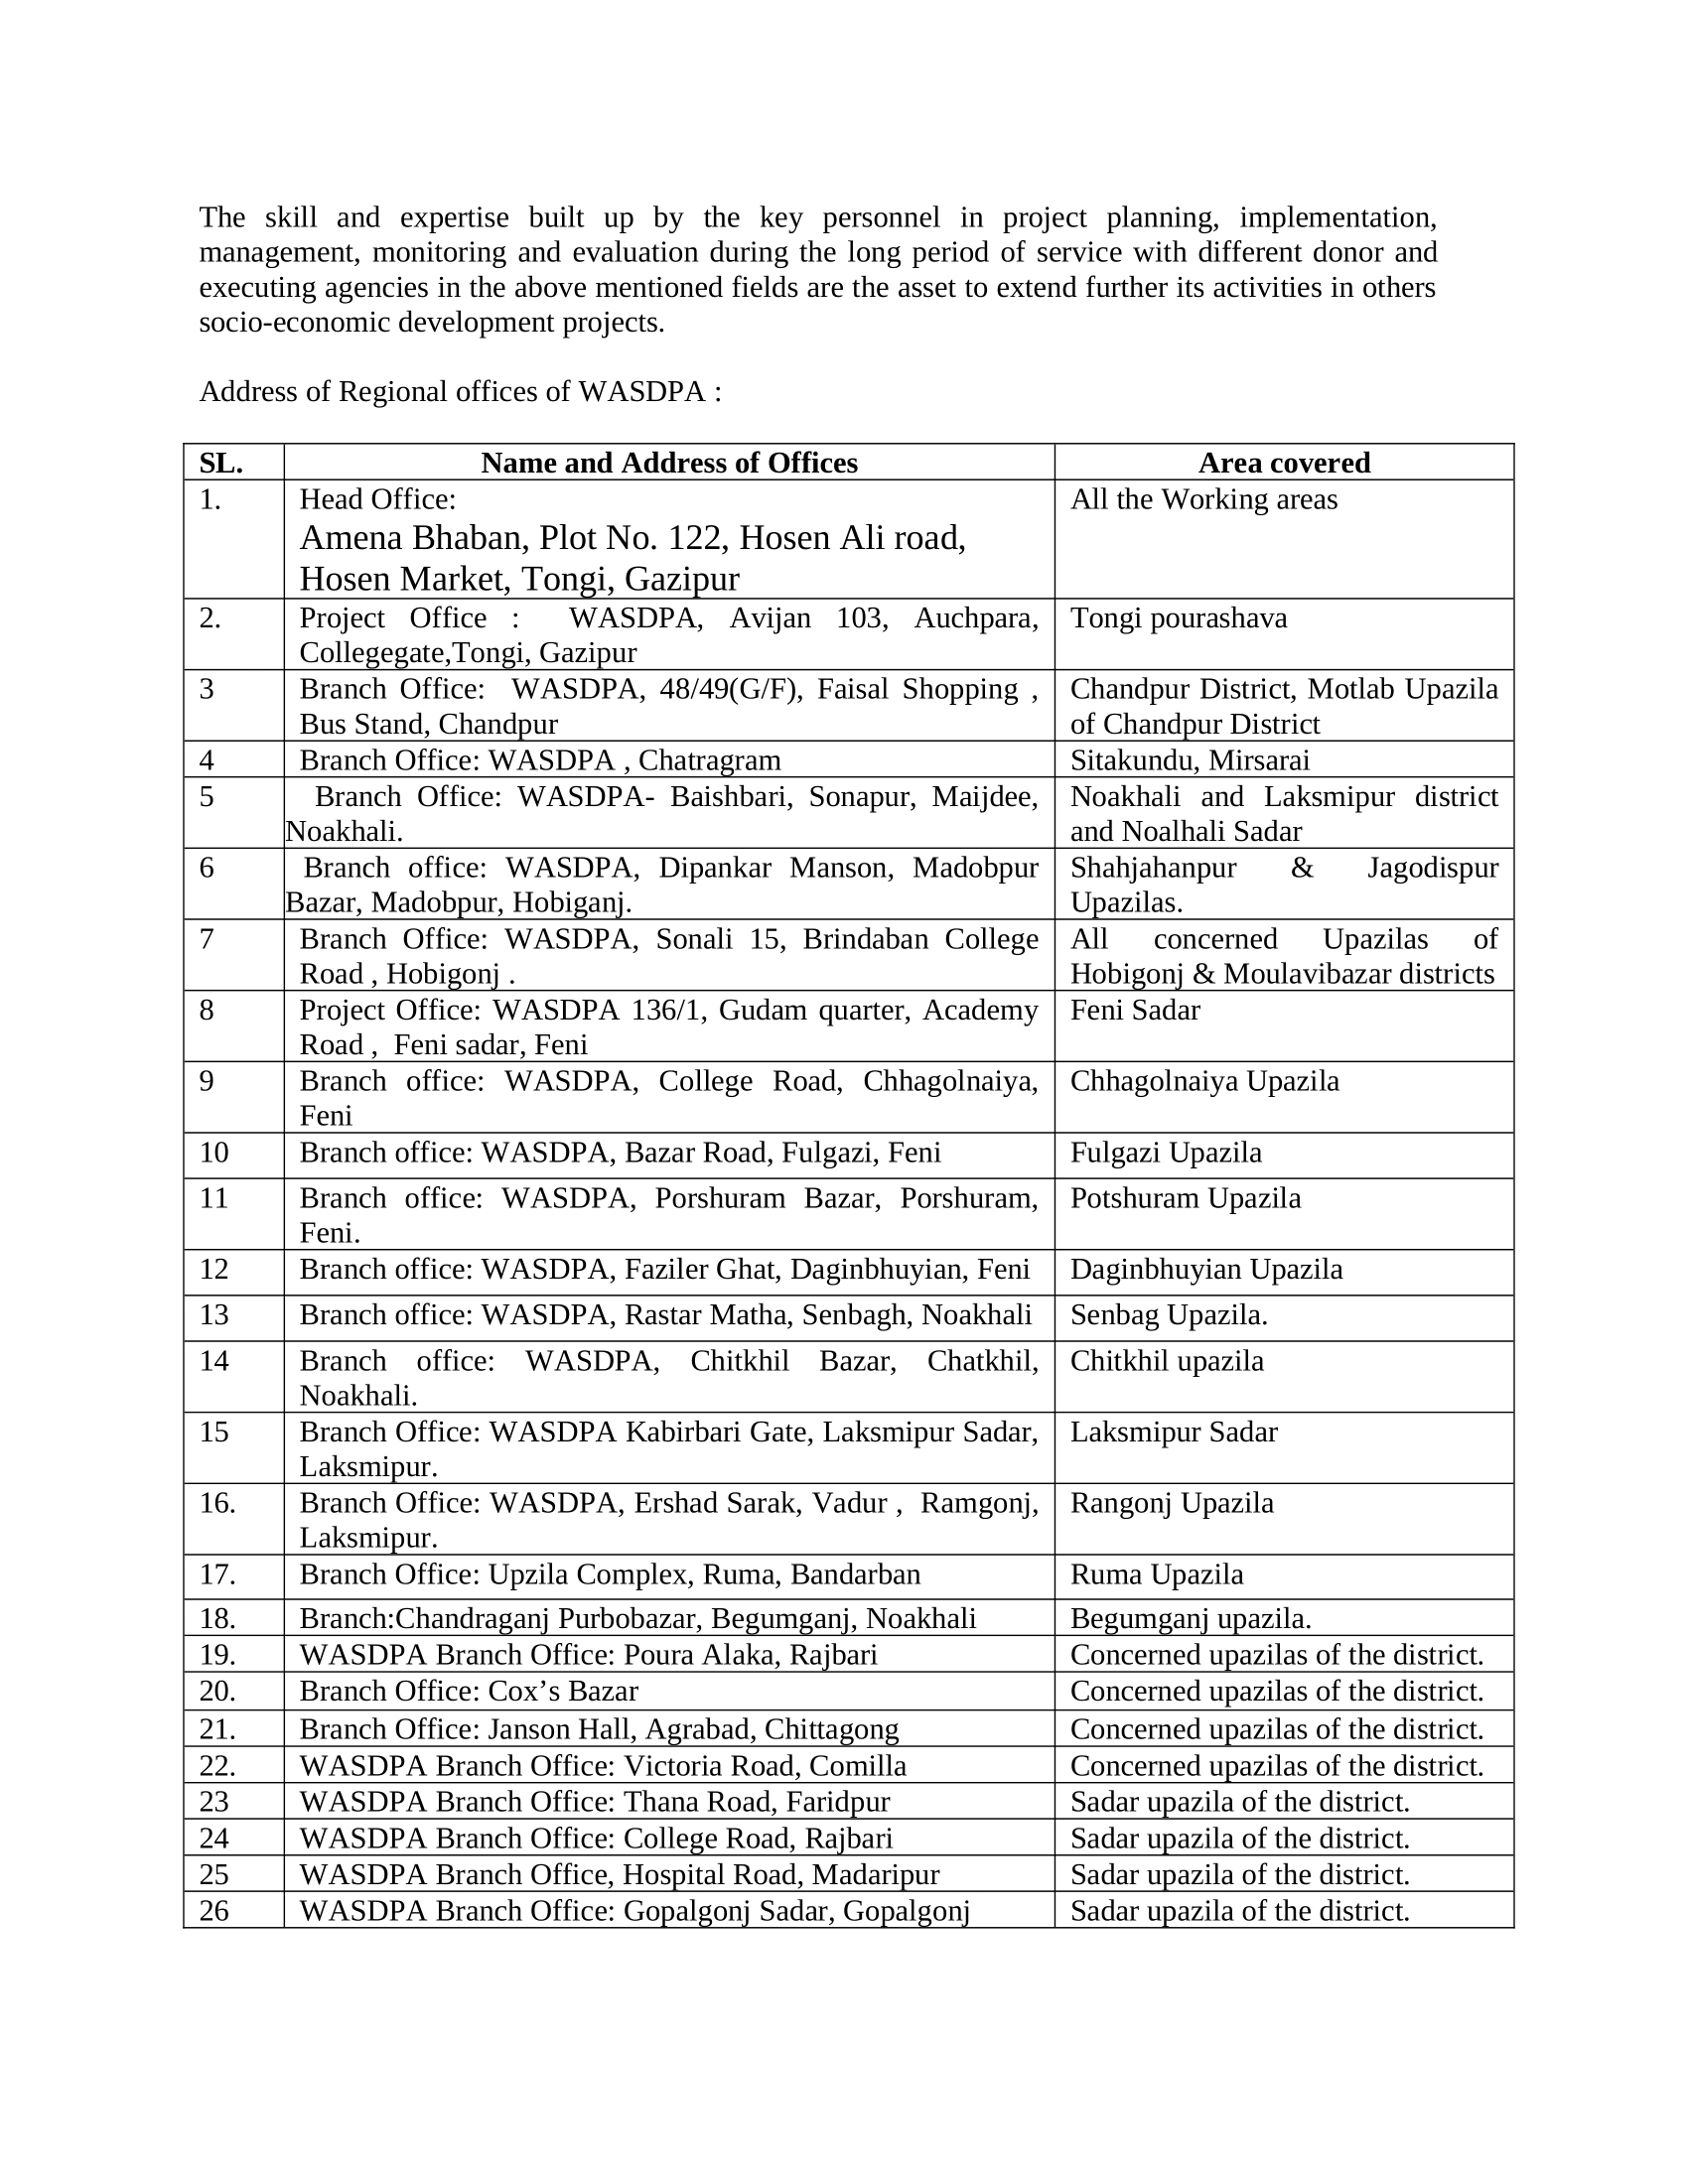 The skill and expertise built up by the key personnel in project planning, implementation,
management, monitoring and evaluation during the long period of service with different donor and
executing agencies in the above mentioned fields are the asset to extend further its activities in others
socio-economic development projects.
Address of Regional offices of WASDPA :
SL. Name and Address of Offices Area covered
1. Head Office: All the Working areas
Amena Bhaban, Plot No. 122, Hosen Ali road,
Hosen Market, Tongi, Gazipur
2. Project Office : WASDPA, Avijan 103, Auchpara, Tongi pourashava
Collegegate,Tongi, Gazipur
3 Branch Office: WASDPA, 48/49(G/F), Faisal Shopping , Chandpur District, Motlab Upazila
Bus Stand, Chandpur of Chandpur District
4 Branch Office: WASDPA , Chatragram Sitakundu, Mirsarai
5 Branch Office: WASDPA- Baishbari, Sonapur, Maijdee, Noakhali and Laksmipur district
Noakhali. and Noalhali Sadar
6 Branch office: WASDPA, Dipankar Manson, Madobpur Shahjahanpur & Jagodispur
Bazar, Madobpur, Hobiganj. Upazilas.
7 Branch Office: WASDPA, Sonali 15, Brindaban College All concerned Upazilas of
Road , Hobigonj . Hobigonj & Moulavibazar districts
8 Project Office: WASDPA 136/1, Gudam quarter, Academy Feni Sadar
Road , Feni sadar, Feni
9 Branch office: WASDPA, College Road, Chhagolnaiya, Chhagolnaiya Upazila
Feni
10 Branch office: WASDPA, Bazar Road, Fulgazi, Feni Fulgazi Upazila
11 Branch office: WASDPA, Porshuram Bazar, Porshuram, Potshuram Upazila
Feni.
12 Branch office: WASDPA, Faziler Ghat, Daginbhuyian, Feni Daginbhuyian Upazila
13 Branch office: WASDPA, Rastar Matha, Senbagh, Noakhali Senbag Upazila.
14 Branch office: WASDPA, Chitkhil Bazar, Chatkhil, Chitkhil upazila
Noakhali.
15 Branch Office: WASDPA Kabirbari Gate, Laksmipur Sadar, Laksmipur Sadar
Laksmipur.
16. Branch Office: WASDPA, Ershad Sarak, Vadur , Ramgonj, Rangonj Upazila
Laksmipur.
17. Branch Office: Upzila Complex, Ruma, Bandarban Ruma Upazila
18. Branch:Chandraganj Purbobazar, Begumganj, Noakhali Begumganj upazila.
19. WASDPA Branch Office: Poura Alaka, Rajbari Concerned upazilas of the district.
20. Branch Office: Cox’s Bazar Concerned upazilas of the district.
21. Branch Office: Janson Hall, Agrabad, Chittagong Concerned upazilas of the district.
22. WASDPA Branch Office: Victoria Road, Comilla Concerned upazilas of the district.
23 WASDPA Branch Office: Thana Road, Faridpur Sadar upazila of the district.
24 WASDPA Branch Office: College Road, Rajbari Sadar upazila of the district.
25 WASDPA Branch Office, Hospital Road, Madaripur Sadar upazila of the district.
26 WASDPA Branch Office: Gopalgonj Sadar, Gopalgonj Sadar upazila of the district.